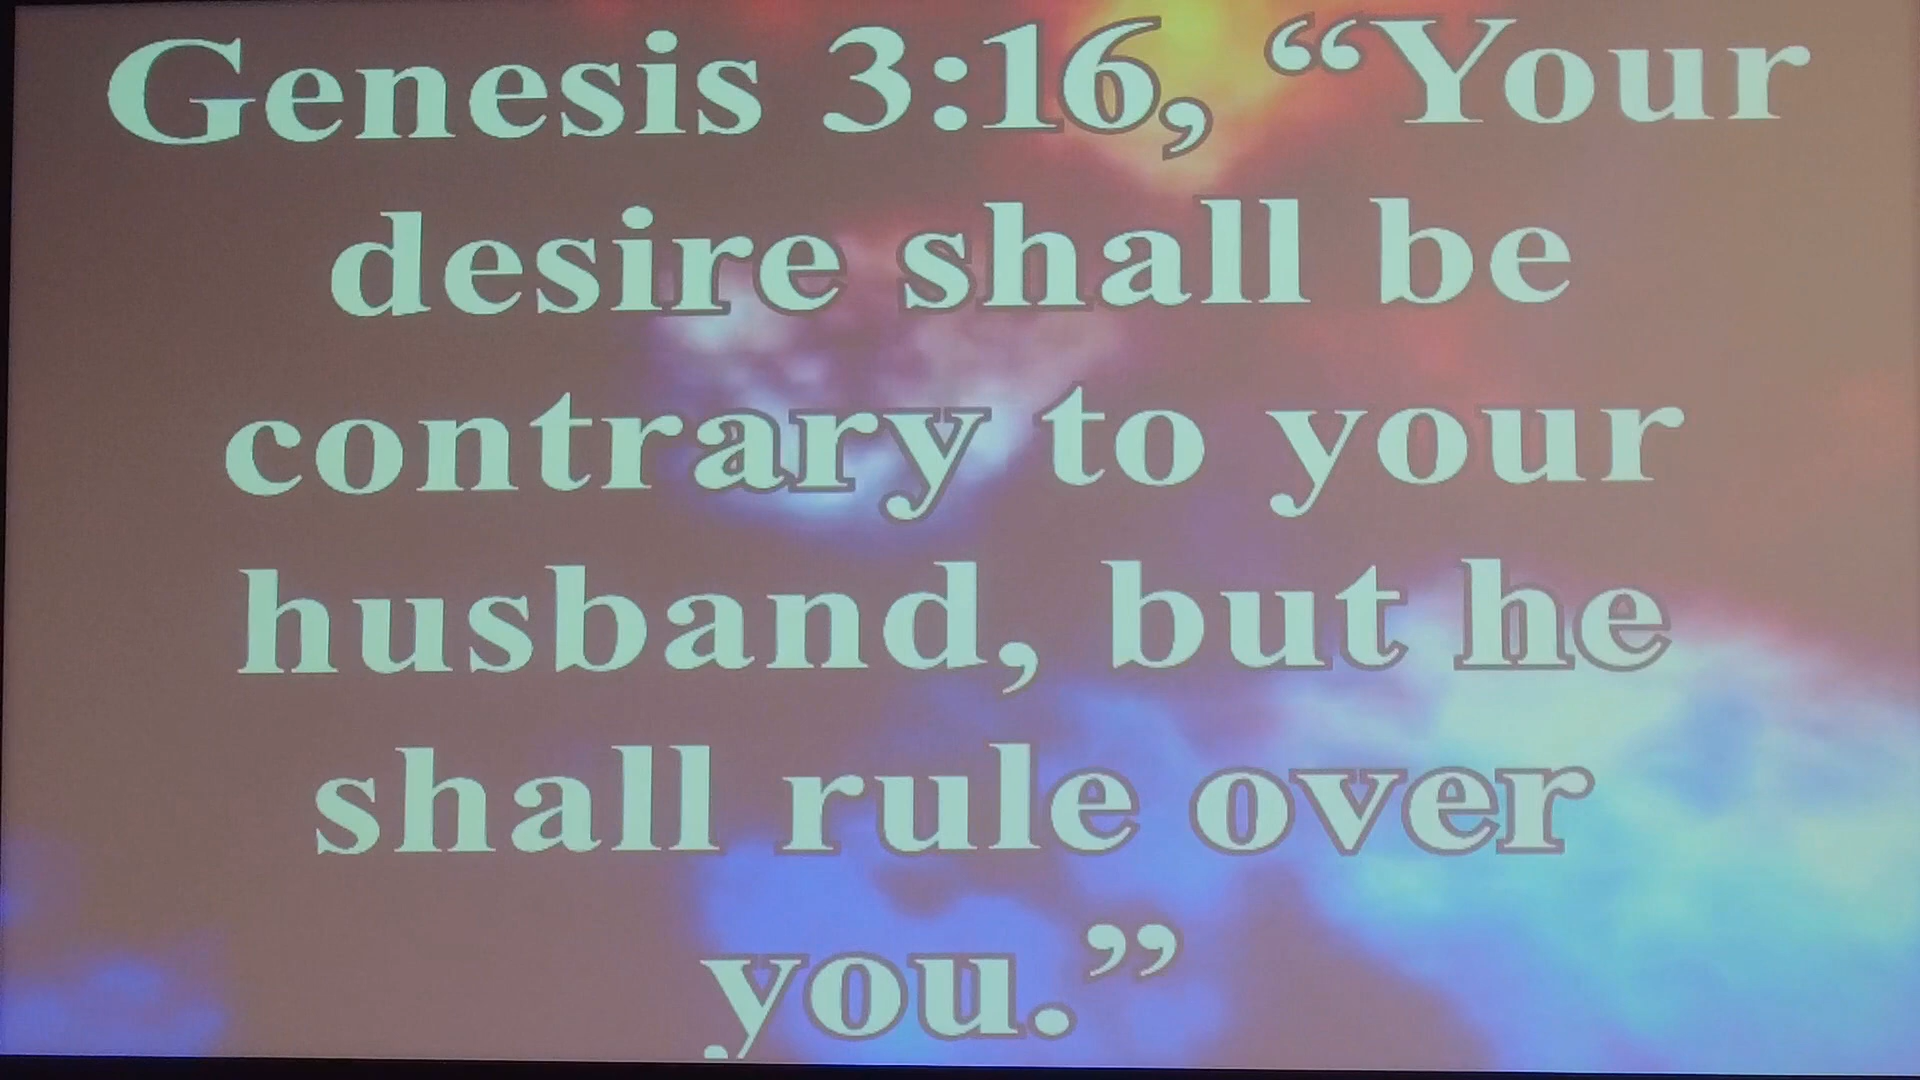 Genesis 3:16, “Your
desire shall be
contrary to your
husband, but he
shall rule over
you.”